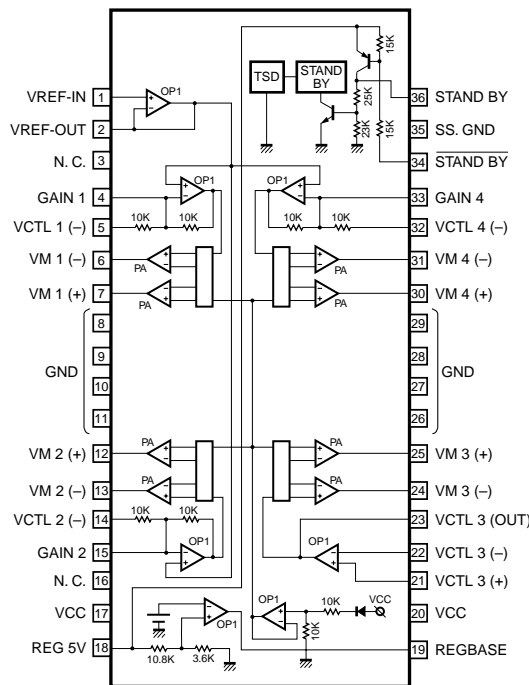 15K
TSD
STAND
BY
25K
23K
15K
VREF-IN 1
OP1
VREF-OUT 2
N. C. 3
GAIN 1 4
VCTL 1 (–) 5
VM 1 (–) 6
VM 1 (+) 7
8
9
GND
10
11
VM 2 (+) 12
VM 2 (–) 13
VCTL 2 (–) 14
GAIN 2 15
N. C. 16
VCC 17
REG 5V 18
36 STAND BY
35 SS. GND
34 STAND BY
33 GAIN 4
32 VCTL 4 (–)
31 VM 4 (–)
30 VM 4 (+)
29
28
GND
27
26
25 VM 3 (+)
24 VM 3 (–)
23 VCTL 3 (OUT)
22 VCTL 3 (–)
21 VCTL 3 (+)
20 VCC
19 REGBASE
OP1 OP1
10K 10K 10K 10K
PA PA
PA PA
PA PA
PA PA
10K 10K
OP1 OP1
OP1 10K VCC
10K
OP1
10.8K 3.6K
+ –